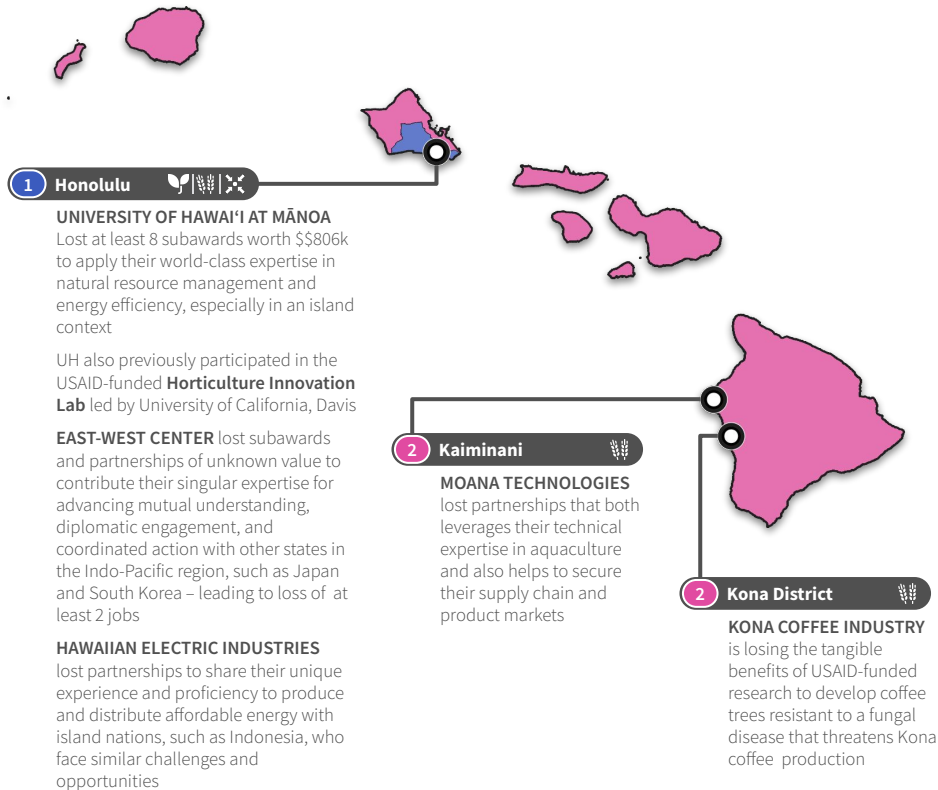 1 Honolulu
UNIVERSITY OF HAWAI‘I AT MĀNOA
Lost at least 8 subawards worth $$806k
to apply their world-class expertise in
natural resource management and
energy efficiency, especially in an island
context
UH also previously participated in the
USAID-funded Horticulture Innovation
Lab led by University of California, Davis
EAST-WEST CENTER lost subawards
and partnerships of unknown value to
contribute their singular expertise for
advancing mutual understanding,
diplomatic engagement, and
coordinated action with other states in
the Indo-Pacific region, such as Japan
and South Korea – leading to loss of at
least 2 jobs
HAWAIIAN ELECTRIC INDUSTRIES
lost partnerships to share their unique
experience and proficiency to produce
and distribute affordable energy with
island nations, such as Indonesia, who
face similar challenges and
opportunities
2 Kaiminani
MOANA TECHNOLOGIES
lost partnerships that both
leverages their technical
expertise in aquaculture
and also helps to secure
their supply chain and
product markets
2 Kona District
KONA COFFEE INDUSTRY
is losing the tangible
benefits of USAID-funded
research to develop coffee
trees resistant to a fungal
disease that threatens Kona
coffee production